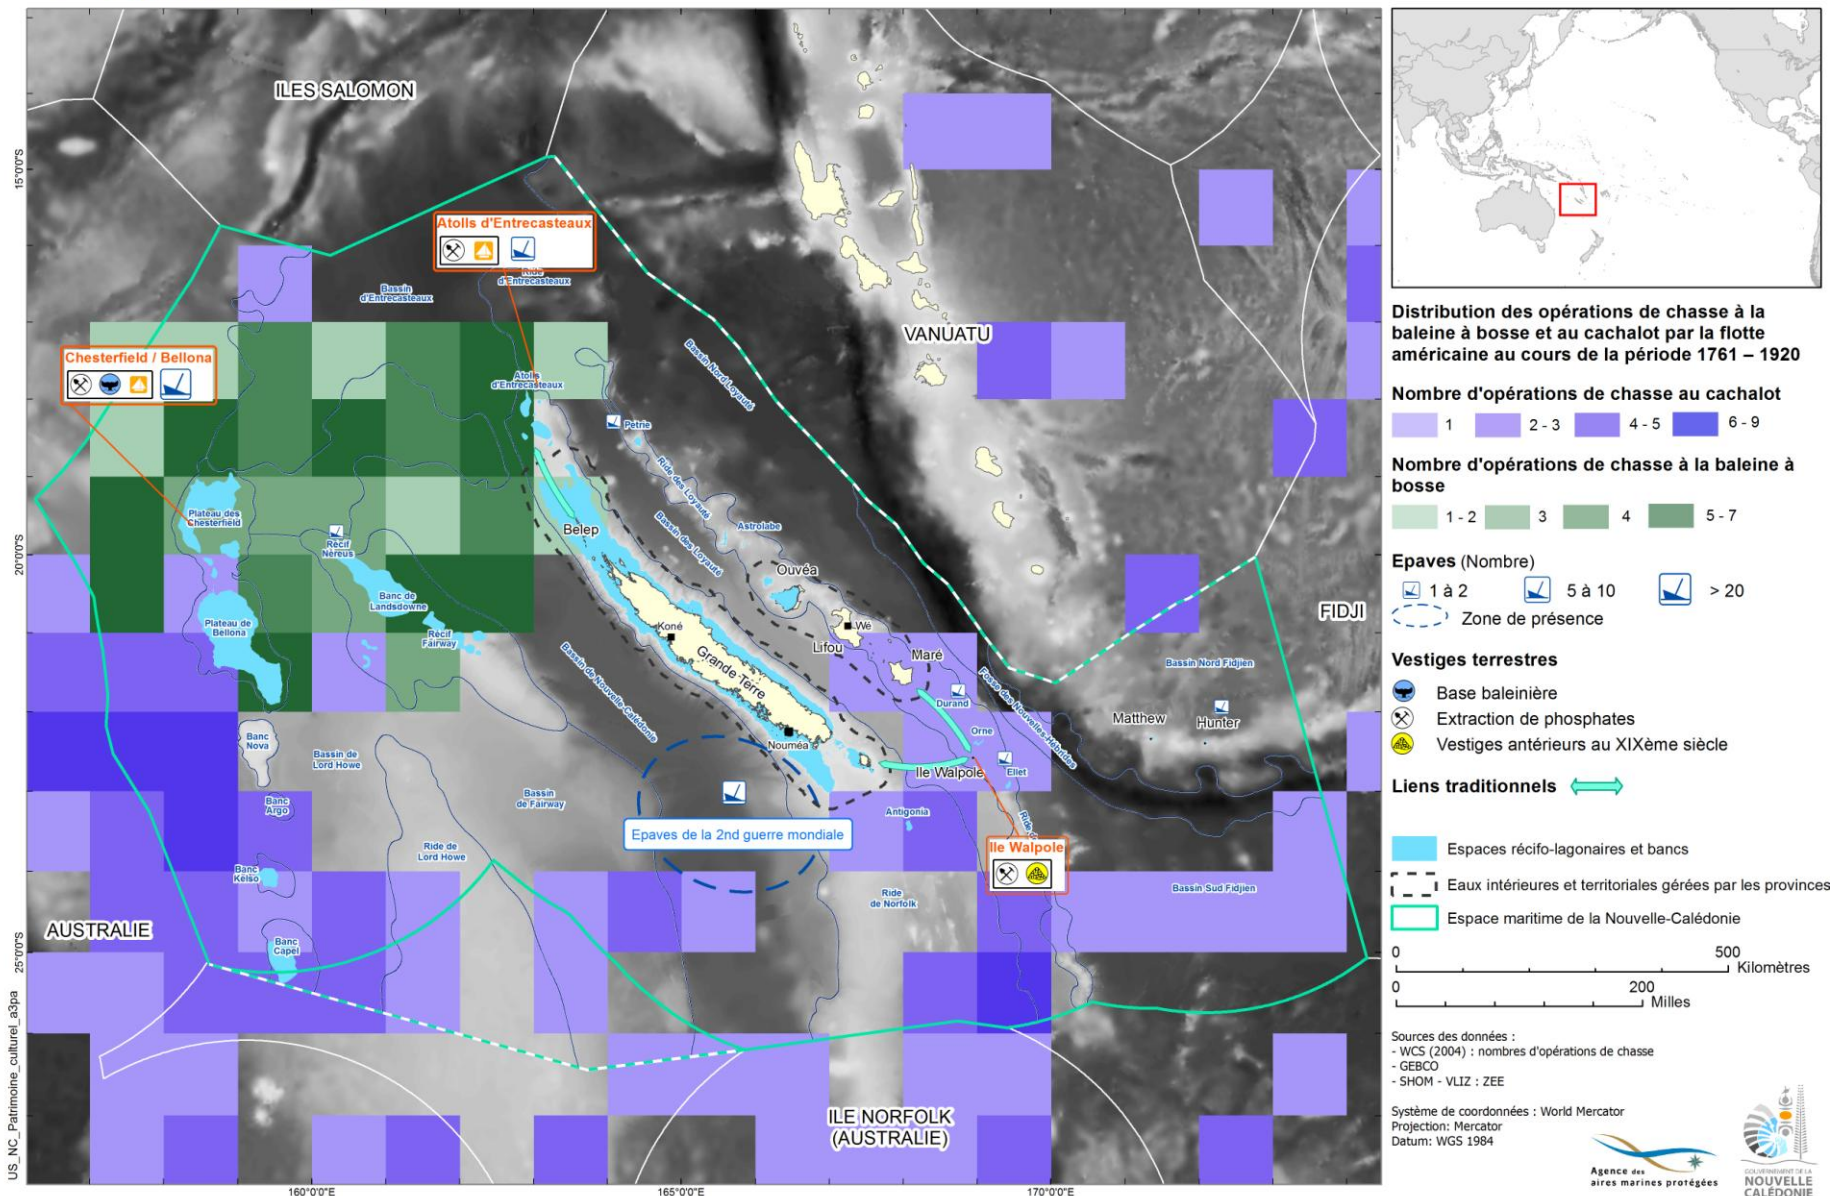 ILES SALOMON
VANUATU
FIDJI
AUSTRALIE
ILE NORFOLK
(AUSTRALIE)
15°0'0"S
20°0'0"S
25°0'0"S
160°0'0"E
165°0'0"E
170°0'0"E
US_NC_Patrimoine_culturel_a3pa
Atolls d'Entrecasteaux
Ride
d'Entrecasteaux
Bassin
d'Entrecasteaux
Chesterfield / Bellona
Atolls
d'Entrecasteaux
Bassin Nord Loyauté
Pétrie
Ride des Loyauté
Plateau des
Chesterfield
Récif
Néreus
Belep
Bassin des Loyauté
Astrolabe
Ouvéa
Banc de
Landsdowne
Plateau de
Bellona
Récif
Fairway
Koné
Wé
Lifou
Grande Terre
Maré
Bassin de Nouvelle Calédonie
Durand
Fosse des Nouvelles-Hébrides
Bassin Nord Fidjien
Matthew
Hunter
Orne
Nouméa
Ile Walpole
Ellet
Banc
Nova
Bassin de
Lord Howe
Bassin
de Fairway
Banc
Argo
Antigonia
Epaves de la 2nd guerre mondiale
Ride de
Lord Howe
Ile Walpole
Banc
Kelso
Ride
de Norfolk
Bassin Sud Fidjien
Banc
Capel
Distribution des opérations de chasse à la
baleine à bosse et au cachalot par la flotte
américaine au cours de la période 1761 – 1920
Nombre d'opérations de chasse au cachalot
1 2 - 3 4 - 5 6 - 9
Nombre d'opérations de chasse à la baleine à
bosse
1 - 2 3 4 5 - 7
Epaves (Nombre)
1 à 2 5 à 10 > 20
Zone de présence
Vestiges terrestres
Base baleinière
Extraction de phosphates
Vestiges antérieurs au XIXème siècle
Liens traditionnels
Espaces récifo-lagonaires et bancs
Eaux intérieures et territoriales gérées par les provinces
Espace maritime de la Nouvelle-Calédonie
0 500
Kilomètres
0 200
Milles
Sources des données :
- WCS (2004) : nombres d'opérations de chasse
- GEBCO
- SHOM - VLIZ : ZEE
Système de coordonnées : World Mercator
Projection: Mercator
Datum: WGS 1984
Agence des
aires marines protégées
GOUVERNEMENT DE LA
NOUVELLE
CALÉDONIE